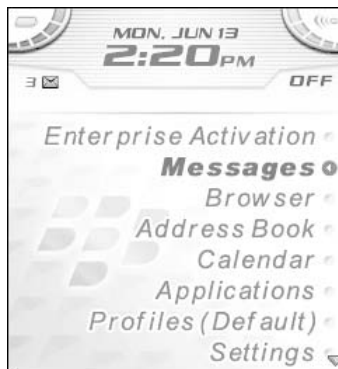 MON, JUN 13
2:20PM
3
OFF
Enterprise Activation
Messages
Browser
Address Book
Calendar
Applications
Profiles (Default)
Settings